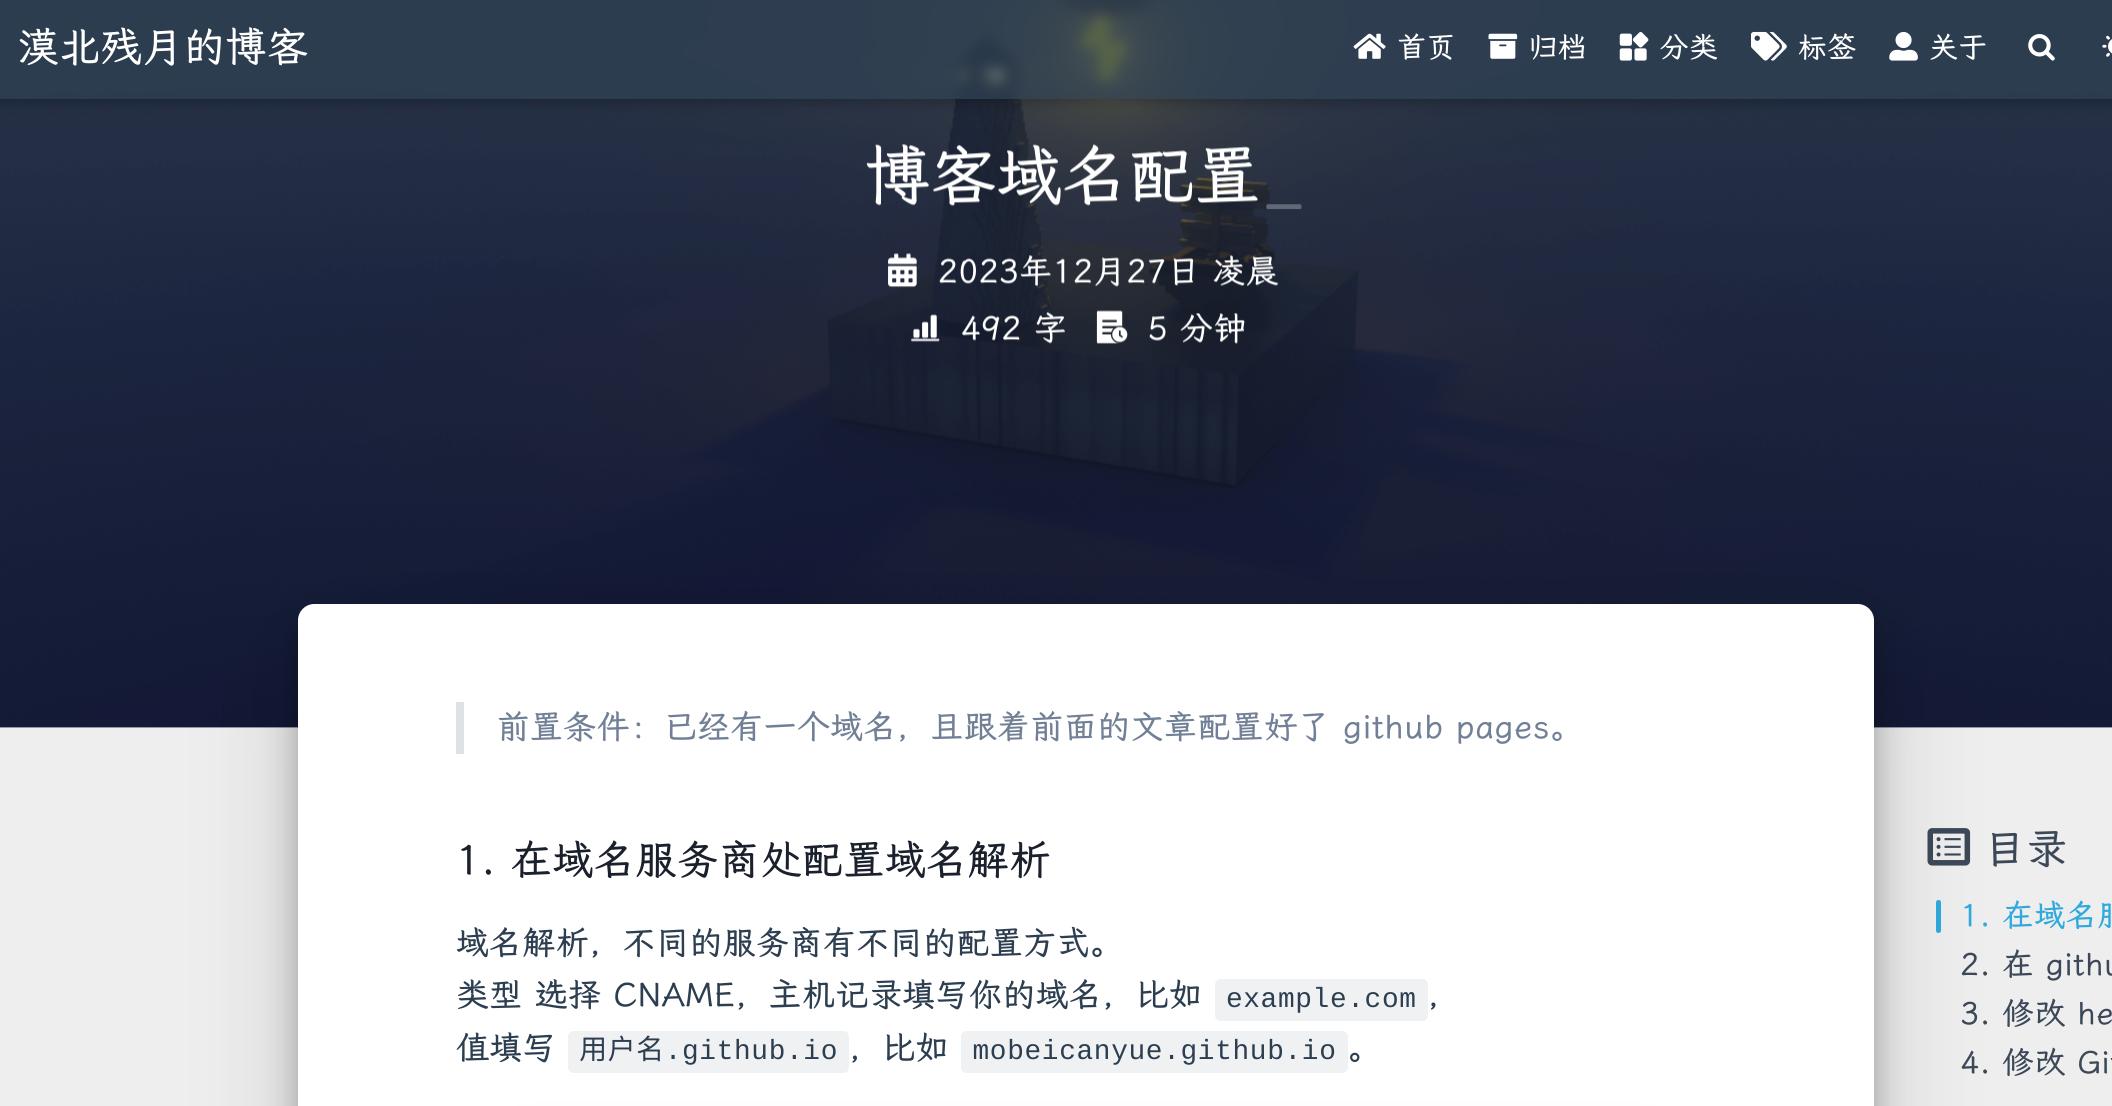 漠北残月的博客
首页 归档 分类 标签 关于
博客域名配置_
2023年12月27日 凌晨
492 字 5 分钟
前置条件：已经有一个域名，且跟着前面的文章配置好了 github pages。
1. 在域名服务商处配置域名解析
域名解析，不同的服务商有不同的配置方式。
类型 选择 CNAME，主机记录填写你的域名，比如 example.com，
值填写 用户名.github.io，比如 mobeicanyue.github.io。
目录
1. 在域名
2. 在
3. 修改
4. 修改